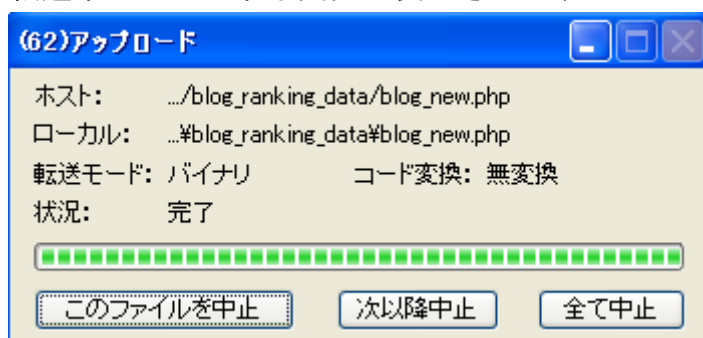 (62)アップロード
ホスト: .../blog_ranking_data/blog_new.php
ローカル: ...¥blog_ranking_data¥blog_new.php
転送モード: バイナリ コード変換: 無変換
状況: 完了
このファイルを中止 次以降中止 全て中止